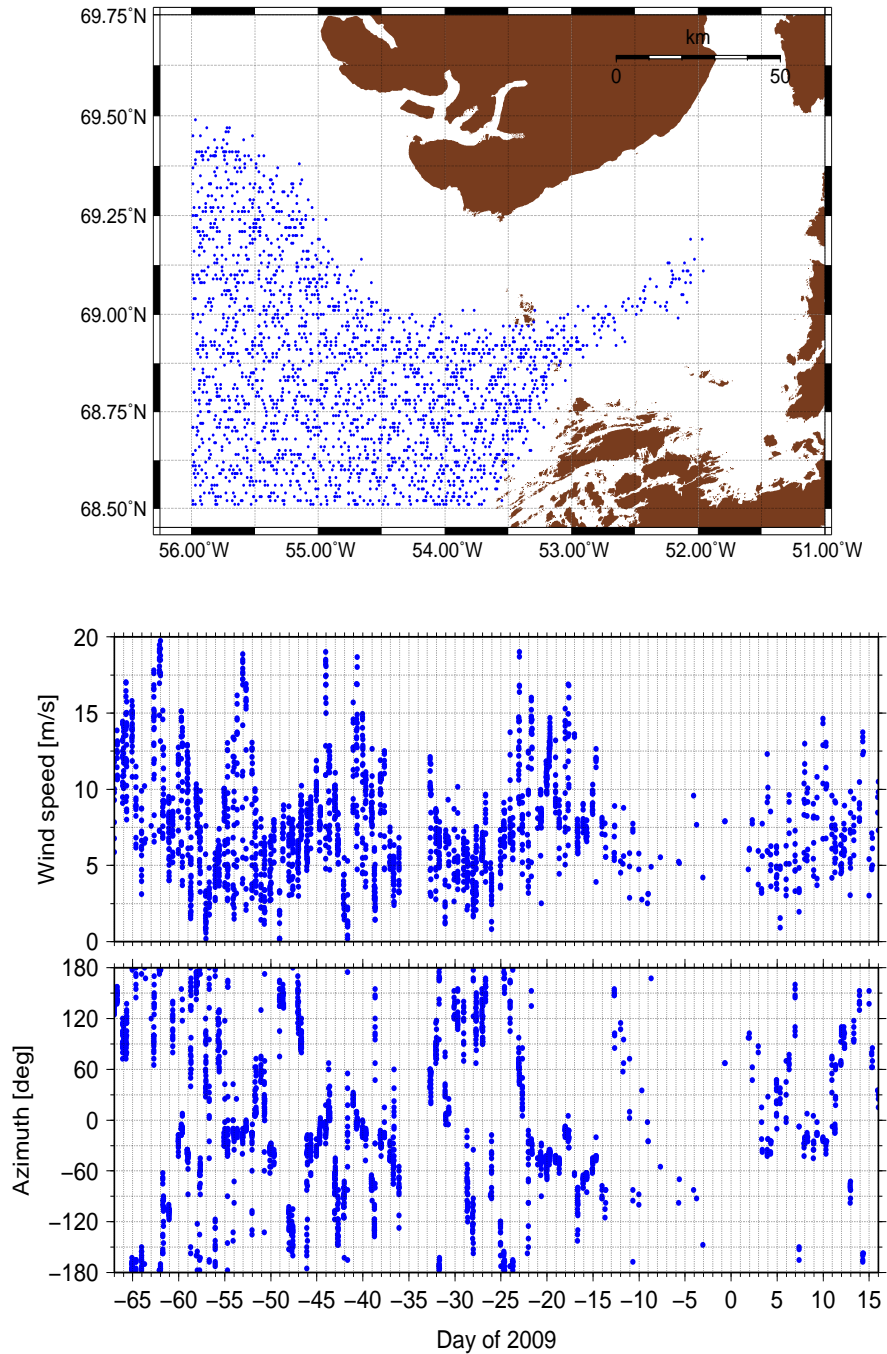 69.75°N
km
0 50
69.50°N
69.25°N
69.00°N
68.75°N
68.50°N
56.00°W 55.00°W 54.00°W 53.00°W 52.00°W 51.00°W
20
15
10
5
0
Wind speed [m/s]
180
120
60
0
−60
−120
−180
Azimuth [deg]
−65 −60 −55 −50 −45 −40 −35 −30 −25 −20 −15 −10 −5 0 5 10 15
Day of 2009